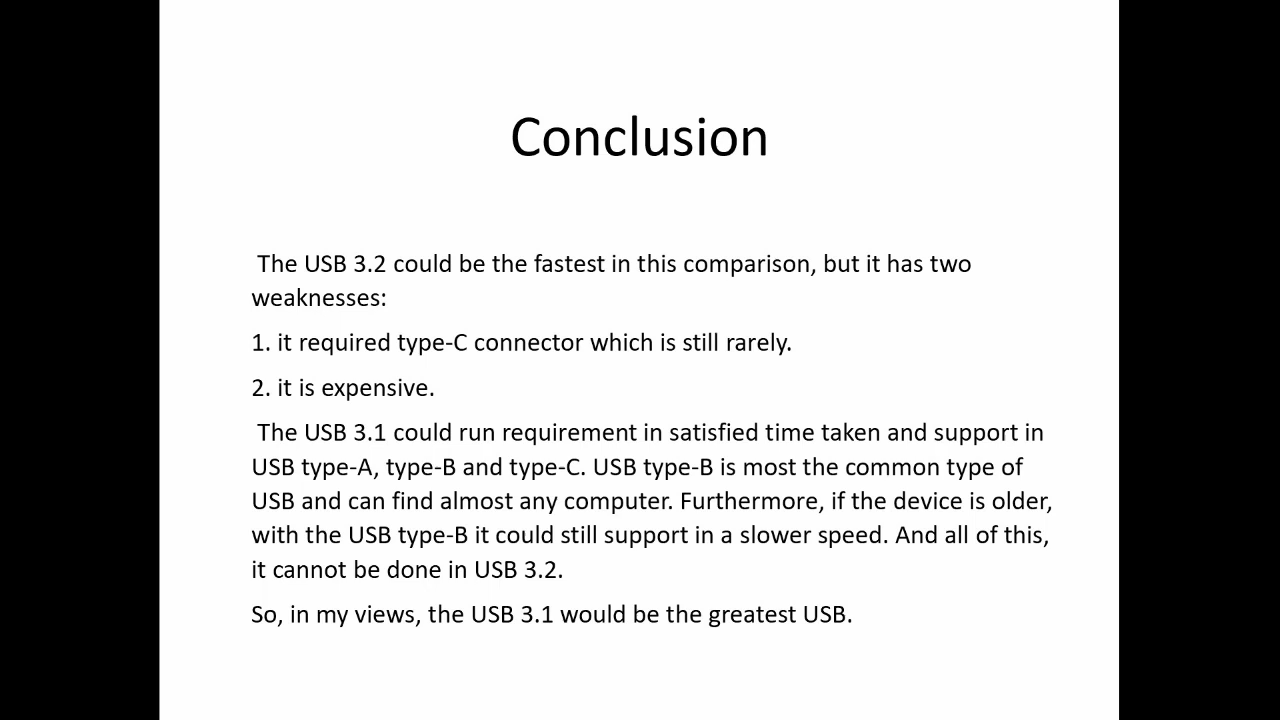 Conclusion
The USB 3.2 could be the fastest in this comparison, but it has two
weaknesses:
1. it required type-C connector which is still rarely.
2. it is expensive.
The USB 3.1 could run requirement in satisfied time taken and support in
USB type-A, type-B and type-C. USB type-B is most the common type of
USB and can find almost any computer. Furthermore, if the device is older,
with the USB type-B it could still support in a slower speed. And all of this,
it cannot be done in USB 3.2.
So, in my views, the USB 3.1 would be the greatest USB.